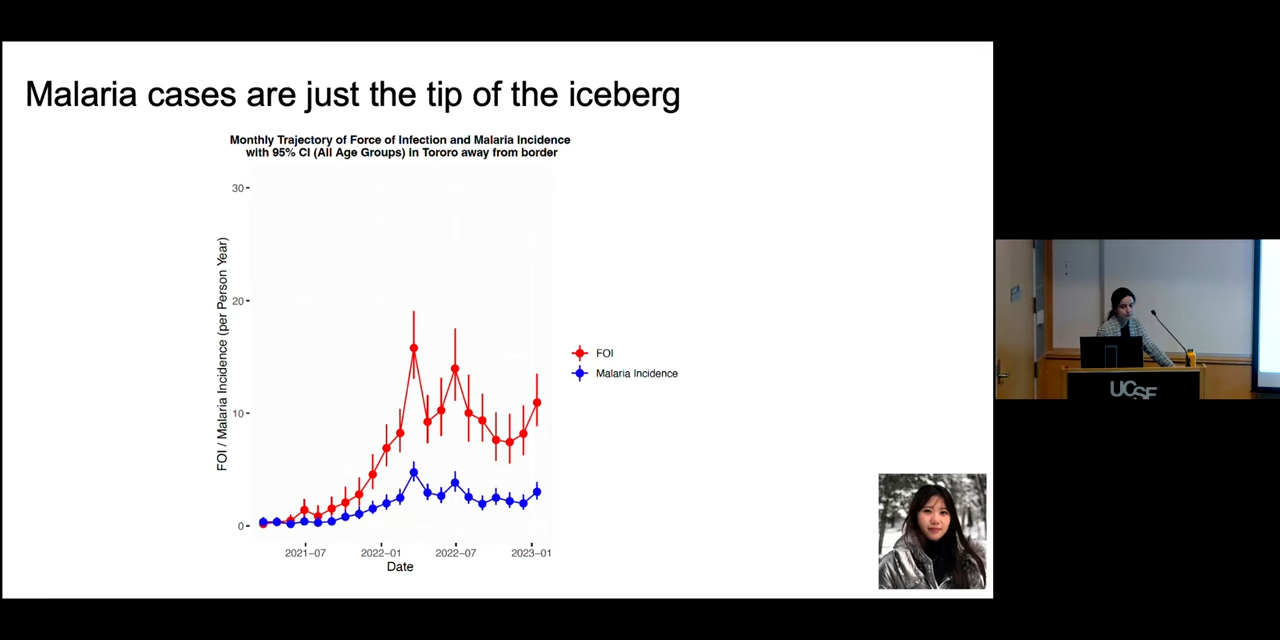 Malaria cases are just the tip of the iceberg
Monthly Trajectory of Force of Infection and Malaria Incidence
with 95% CI (All Age Groups) in Tororo away from border
FOI / Malaria Incidence (per Person Year)
30
20
10
0
2021–07
2022–01
2022–07
2023–01
Date
FOI
Malaria Incidence
UCSF